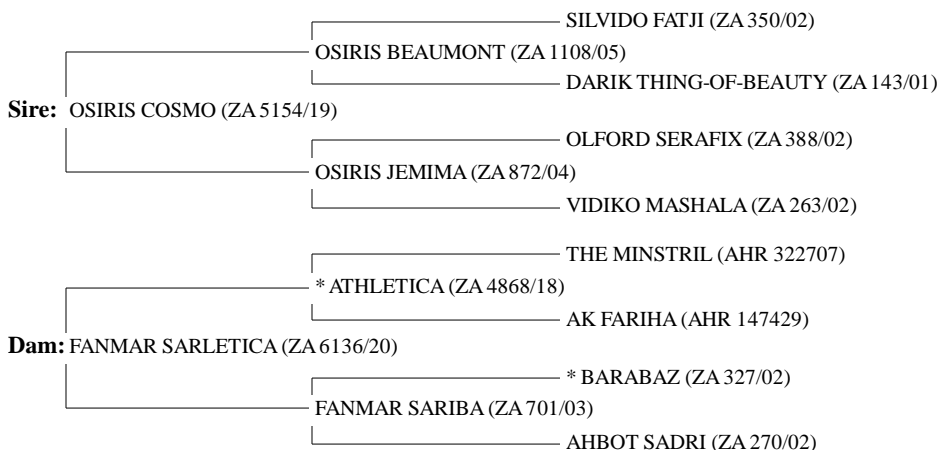 SILVIDO FATJI (ZA 350/02)
OSIRIS BEAUMONT (ZA 1108/05)
DARIK THING-OF-BEAUTY (ZA 143/01)
Sire: OSIRIS COSMO (ZA 5154/19)
OLFORD SERAFIX (ZA 388/02)
OSIRIS JEMIMA (ZA 872/04)
VIDIKO MASHALA (ZA 263/02)
THE MINSTRIL (AHR 322707)
* ATHLETICA (ZA 4868/18)
AK FARIHA (AHR 147429)
Dam: FANMAR SARLETICA (ZA 6136/20)
* BARABAZ (ZA 327/02)
FANMAR SARIBA (ZA 701/03)
AHBOT SADRI (ZA 270/02)